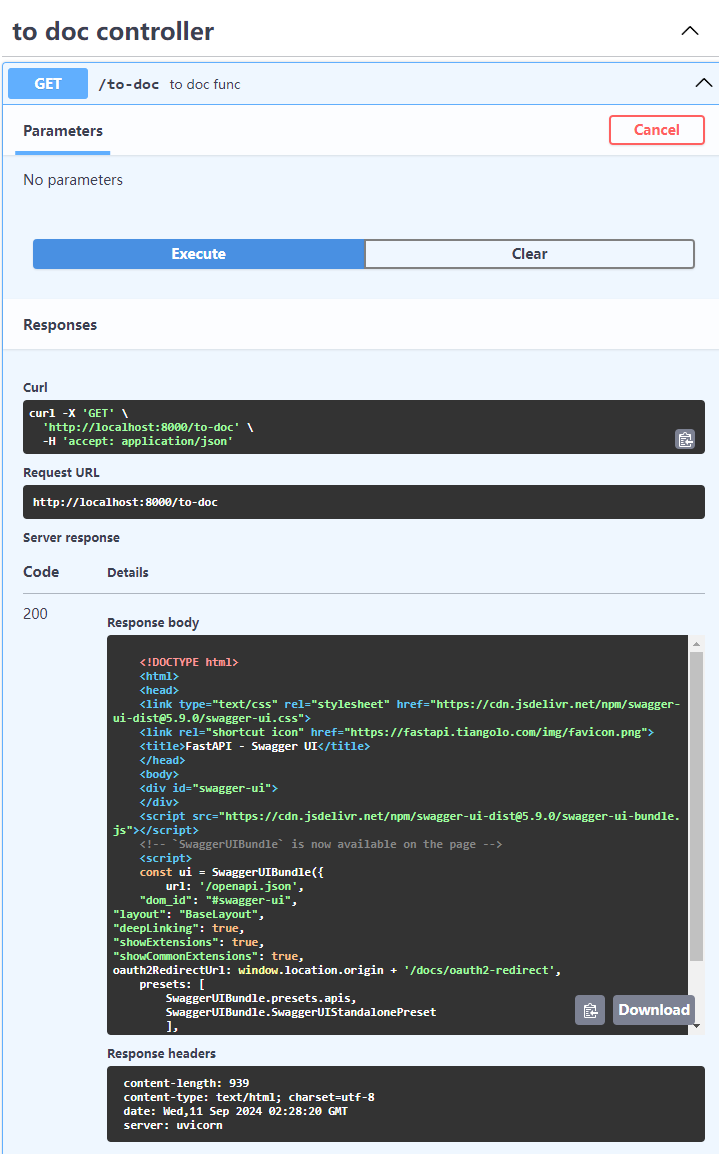 to doc controller
GET /to-doc to doc func
Parameters Cancel
No parameters
Execute Clear
Responses
Curl
curl -X 'GET' \
  'http://localhost:8000/to-doc' \
  -H 'accept: application/json'
Request URL
http://localhost:8000/to-doc
Server response
Code Details
200
Response body
    <!DOCTYPE html>
    <html>
    <head>
    <link type="text/css" rel="stylesheet" href="https://cdn.jsdelivr.net/npm/swagger-
ui-dist@5.9.0/swagger-ui.css">
    <link rel="shortcut icon" href="https://fastapi.tiangolo.com/img/favicon.png">
    <title>FastAPI - Swagger UI</title>
    </head>
    <body>
    <div id="swagger-ui">
    </div>
    <script src="https://cdn.jsdelivr.net/npm/swagger-ui-dist@5.9.0/swagger-ui-bundle.
js"></script>
    <!-- `SwaggerUIBundle` is now available on the page -->
    <script>
    const ui = SwaggerUIBundle({
        url: '/openapi.json',
    "dom_id": "#swagger-ui",
"layout": "BaseLayout",
"deepLinking": true,
"showExtensions": true,
"showCommonExtensions": true,
oauth2RedirectUrl: window.location.origin + '/docs/oauth2-redirect',
    presets: [
        SwaggerUIBundle.presets.apis,
        SwaggerUIBundle.SwaggerUIStandalonePreset
        ],
Download
Response headers
content-length: 939
content-type: text/html; charset=utf-8
date: Wed,11 Sep 2024 02:28:20 GMT
server: uvicorn